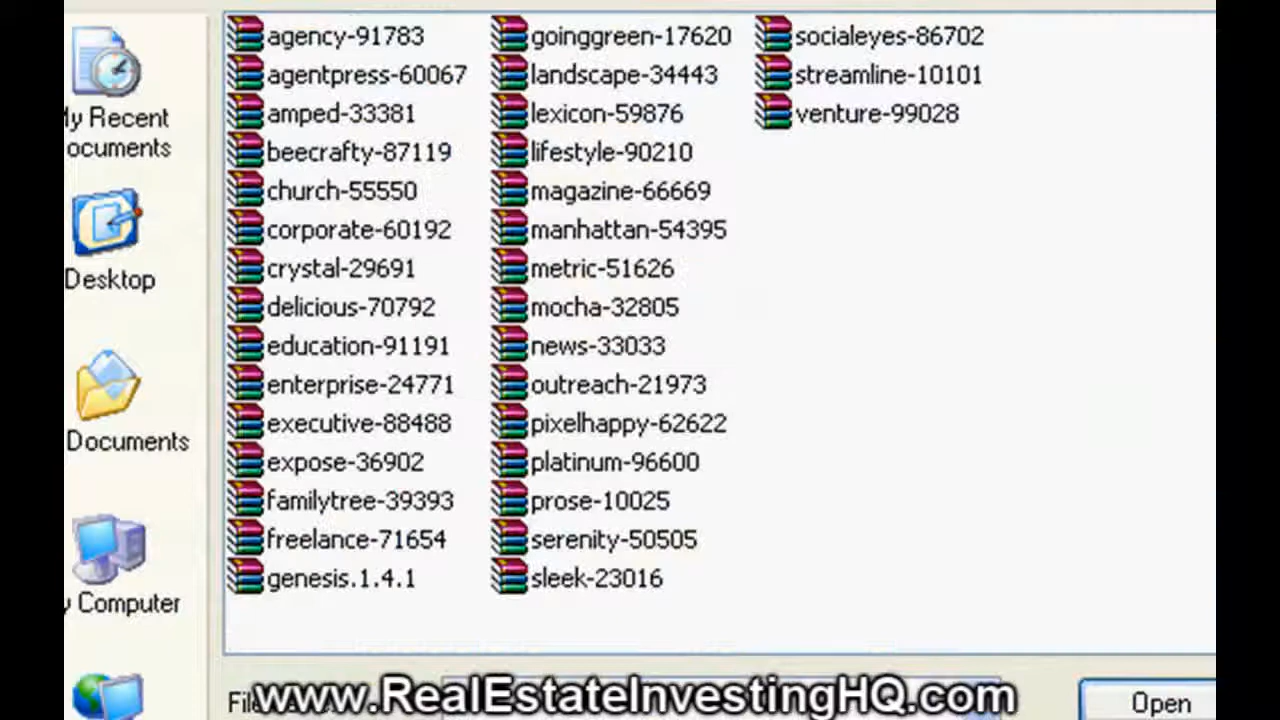 My Recent
Documents
Desktop
Documents
My Computer
agency-91783
agentpress-60067
amped-33381
beecrafty-87119
church-55550
corporate-60192
crystal-29691
delicious-70792
education-91191
enterprise-24771
executive-88488
expose-36902
familytree-39393
freelance-71654
genesis.1.4.1
goinggreen-17620
landscape-34443
lexicon-59876
lifestyle-90210
magazine-66669
manhattan-54395
metric-51626
mocha-32805
news-33033
outreach-21973
pixelhappy-62622
platinum-96600
prose-10025
serenity-50505
sleek-23016
socialeyes-86702
streamline-10101
venture-99028
www.RealEstateInvestingHQ.com
Open